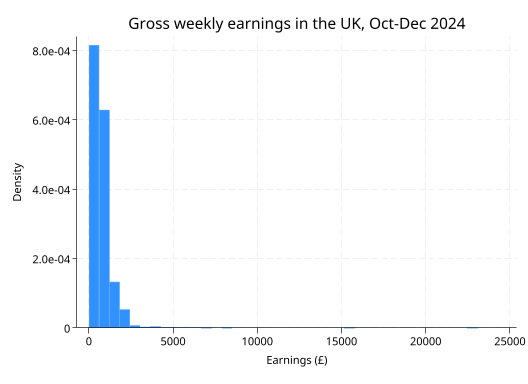 Gross weekly earnings in the UK, Oct-Dec 2024
8.0e-04
6.0e-04
4.0e-04
2.0e-04
0
Density
0 5000 10000 15000 20000 25000
Earnings (£)